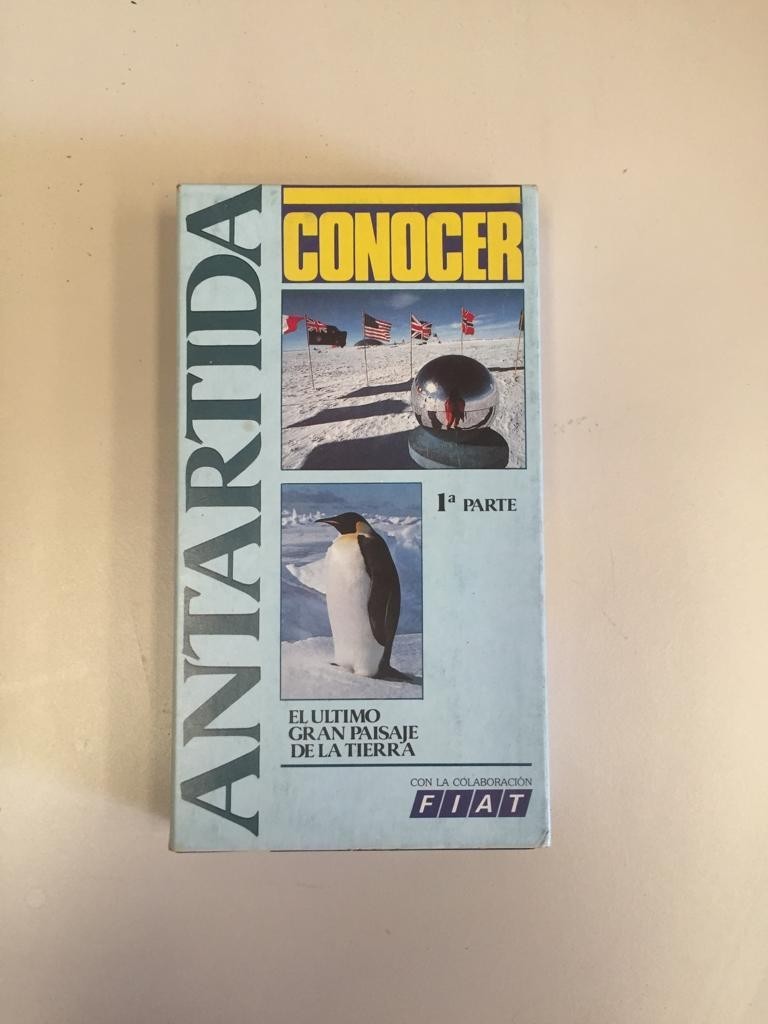 ANTARTIDA
CONOCER
1ª PARTE
EL ULTIMO
GRAN PAISAJE
DE LA TIERRA
CON LA COLABORACIÓN
FIAT